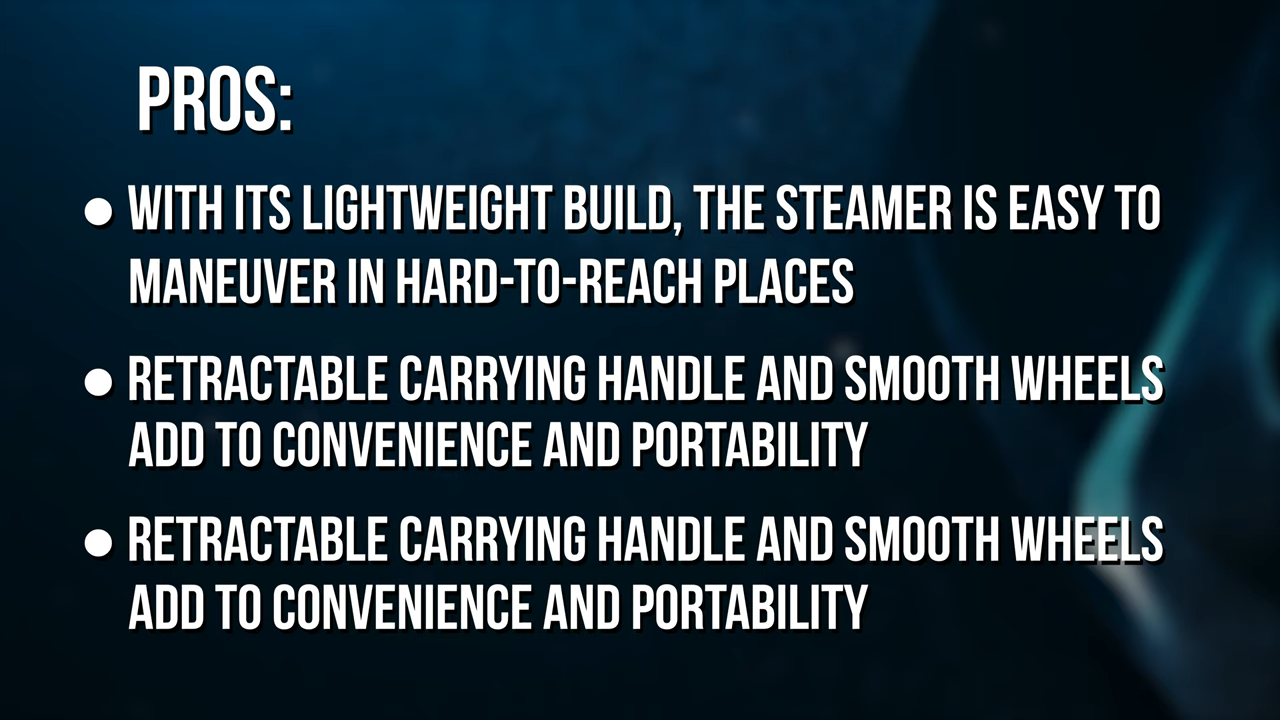 PROS:
● WITH ITS LIGHTWEIGHT BUILD, THE STEAMER IS EASY TO
MANEUVER IN HARD-TO-REACH PLACES
● RETRACTABLE CARRYING HANDLE AND SMOOTH WHEELS
ADD TO CONVENIENCE AND PORTABILITY
● RETRACTABLE CARRYING HANDLE AND SMOOTH WHEELS
ADD TO CONVENIENCE AND PORTABILITY